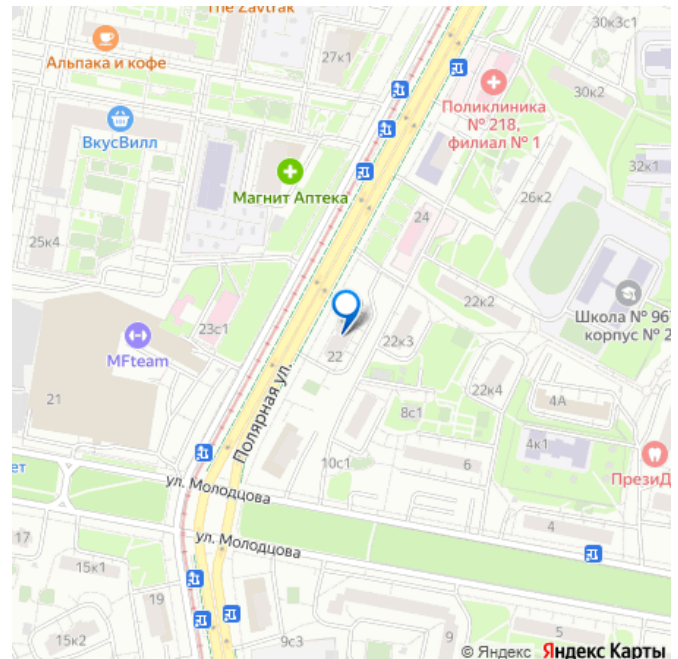 The Zavtrak
30к3с1
Альпака и кофе
27к1
Поликлиника
№ 218,
филиал № 1
30к2
ВкусВилл
32к1
Магнит Аптека
26к2
24
25к4
22к2
Школа № 967
корпус № 2
23с1
MFteam
22
22к3
22к4
4А
21
Полярная ул.
8с1
4к1
10с1
6
ет
ПрезиД
ул. Молодцова
17
ул. Молодцова
4
15к1
19
15к2
9с3
5
© Яндекс Яндекс Карты